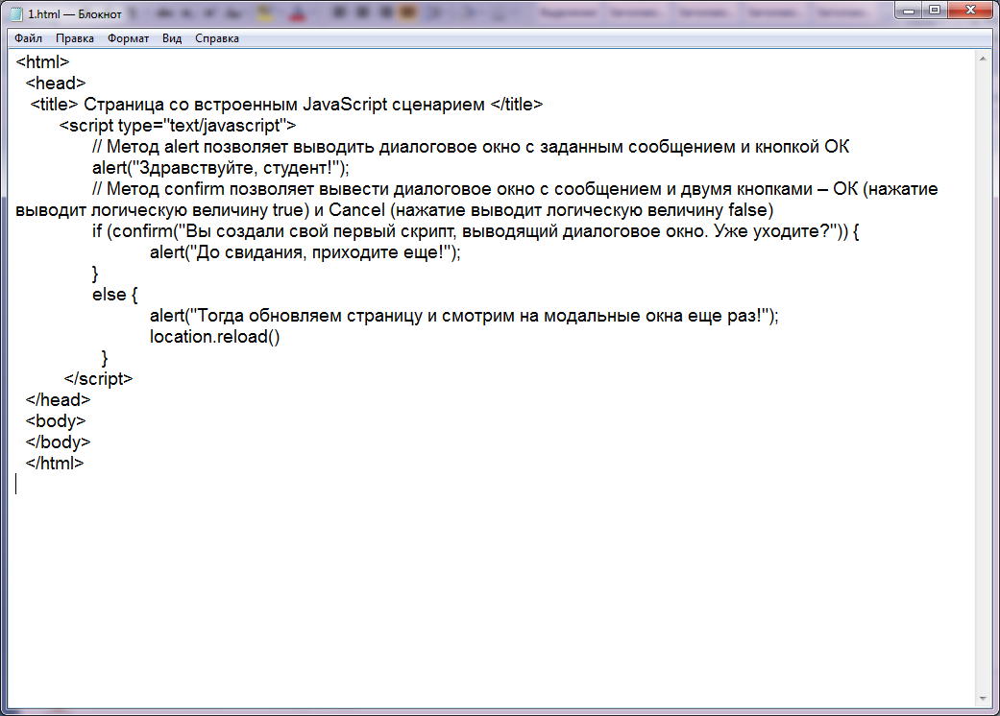 1.html — Блокнот
Файл Правка Формат Вид Справка
<html>
<head>
<title> Страница со встроенным JavaScript сценарием </title>
<script type="text/javascript">
// Метод alert позволяет выводить диалоговое окно с заданным сообщением и кнопкой ОК
alert("Здравствуйте, студент!");
// Метод confirm позволяет вывести диалоговое окно с сообщением и двумя кнопками – ОК (нажатие
выводит логическую величину true) и Cancel (нажатие выводит логическую величину false)
if (confirm("Вы создали свой первый скрипт, выводящий диалоговое окно. Уже уходите?")) {
alert("До свидания, приходите еще!");
}
else {
alert("Тогда обновляем страницу и смотрим на модальные окна еще раз!");
location.reload()
}
</script>
</head>
<body>
</body>
</html>